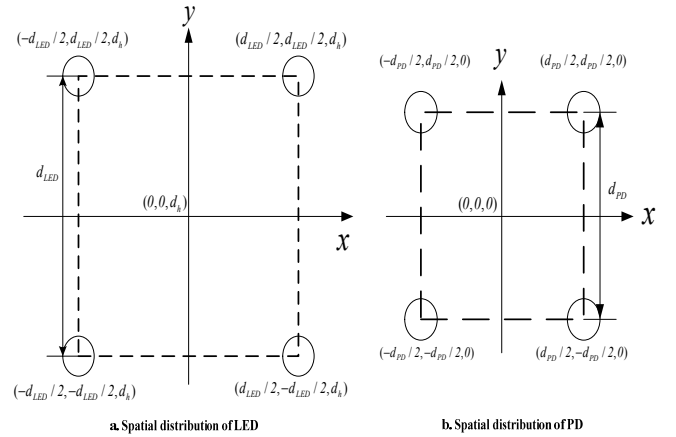 y
(-d_LED / 2, d_LED / 2, d_h)
(d_LED / 2, d_LED / 2, d_h)
d_LED
(0,0,d_h)
x
(-d_LED / 2, -d_LED / 2, d_h)
(d_LED / 2, -d_LED / 2, d_h)
a. Spatial distribution of LED
y
(-d_PD / 2, d_PD / 2, 0)
(d_PD / 2, d_PD / 2, 0)
d_PD
(0,0,0)
x
(-d_PD / 2, -d_PD / 2, 0)
(d_PD / 2, -d_PD / 2, 0)
b. Spatial distribution of PD